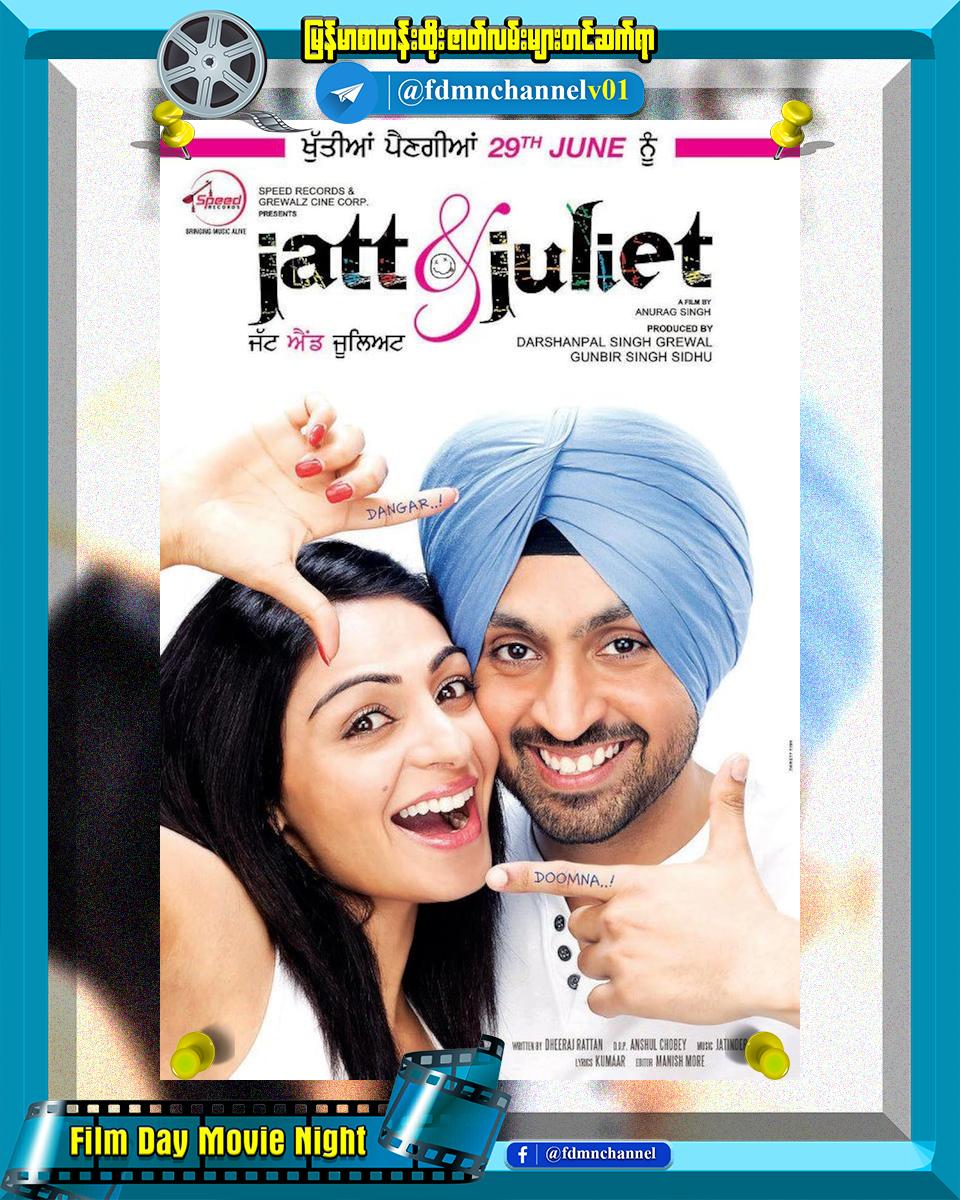 မြန်မာစာတန်းထိုးဇာတ်လမ်းများတင်ဆက်ရာ
@fdmnchannelv01
ਖੁੱਤੀਆਂ ਪੈਣਗੀਆਂ 29TH JUNE ਨੂੰ
Speed
RECORDS
BRINGING MUSIC ALIVE
SPEED RECORDS &
GREWALZ CINE CORP.
PRESENTS
jatt & juliet
A FILM BY
ANURAG SINGH
ਜੱਟ ਐਂਡ ਜੂਲਿਅਟ
PRODUCED BY
DARSHANPAL SINGH GREWAL
GUNBIR SINGH SIDHU
DANGAR..!
DOOMNA..!
WRITTEN BY DHEERAJ RATTAN D.O.P. ANSHUL CHOBEY MUSIC JATINDER
LYRICS KUMAAR EDITOR MANISH MORE
Film Day Movie Night
@fdmnchannel